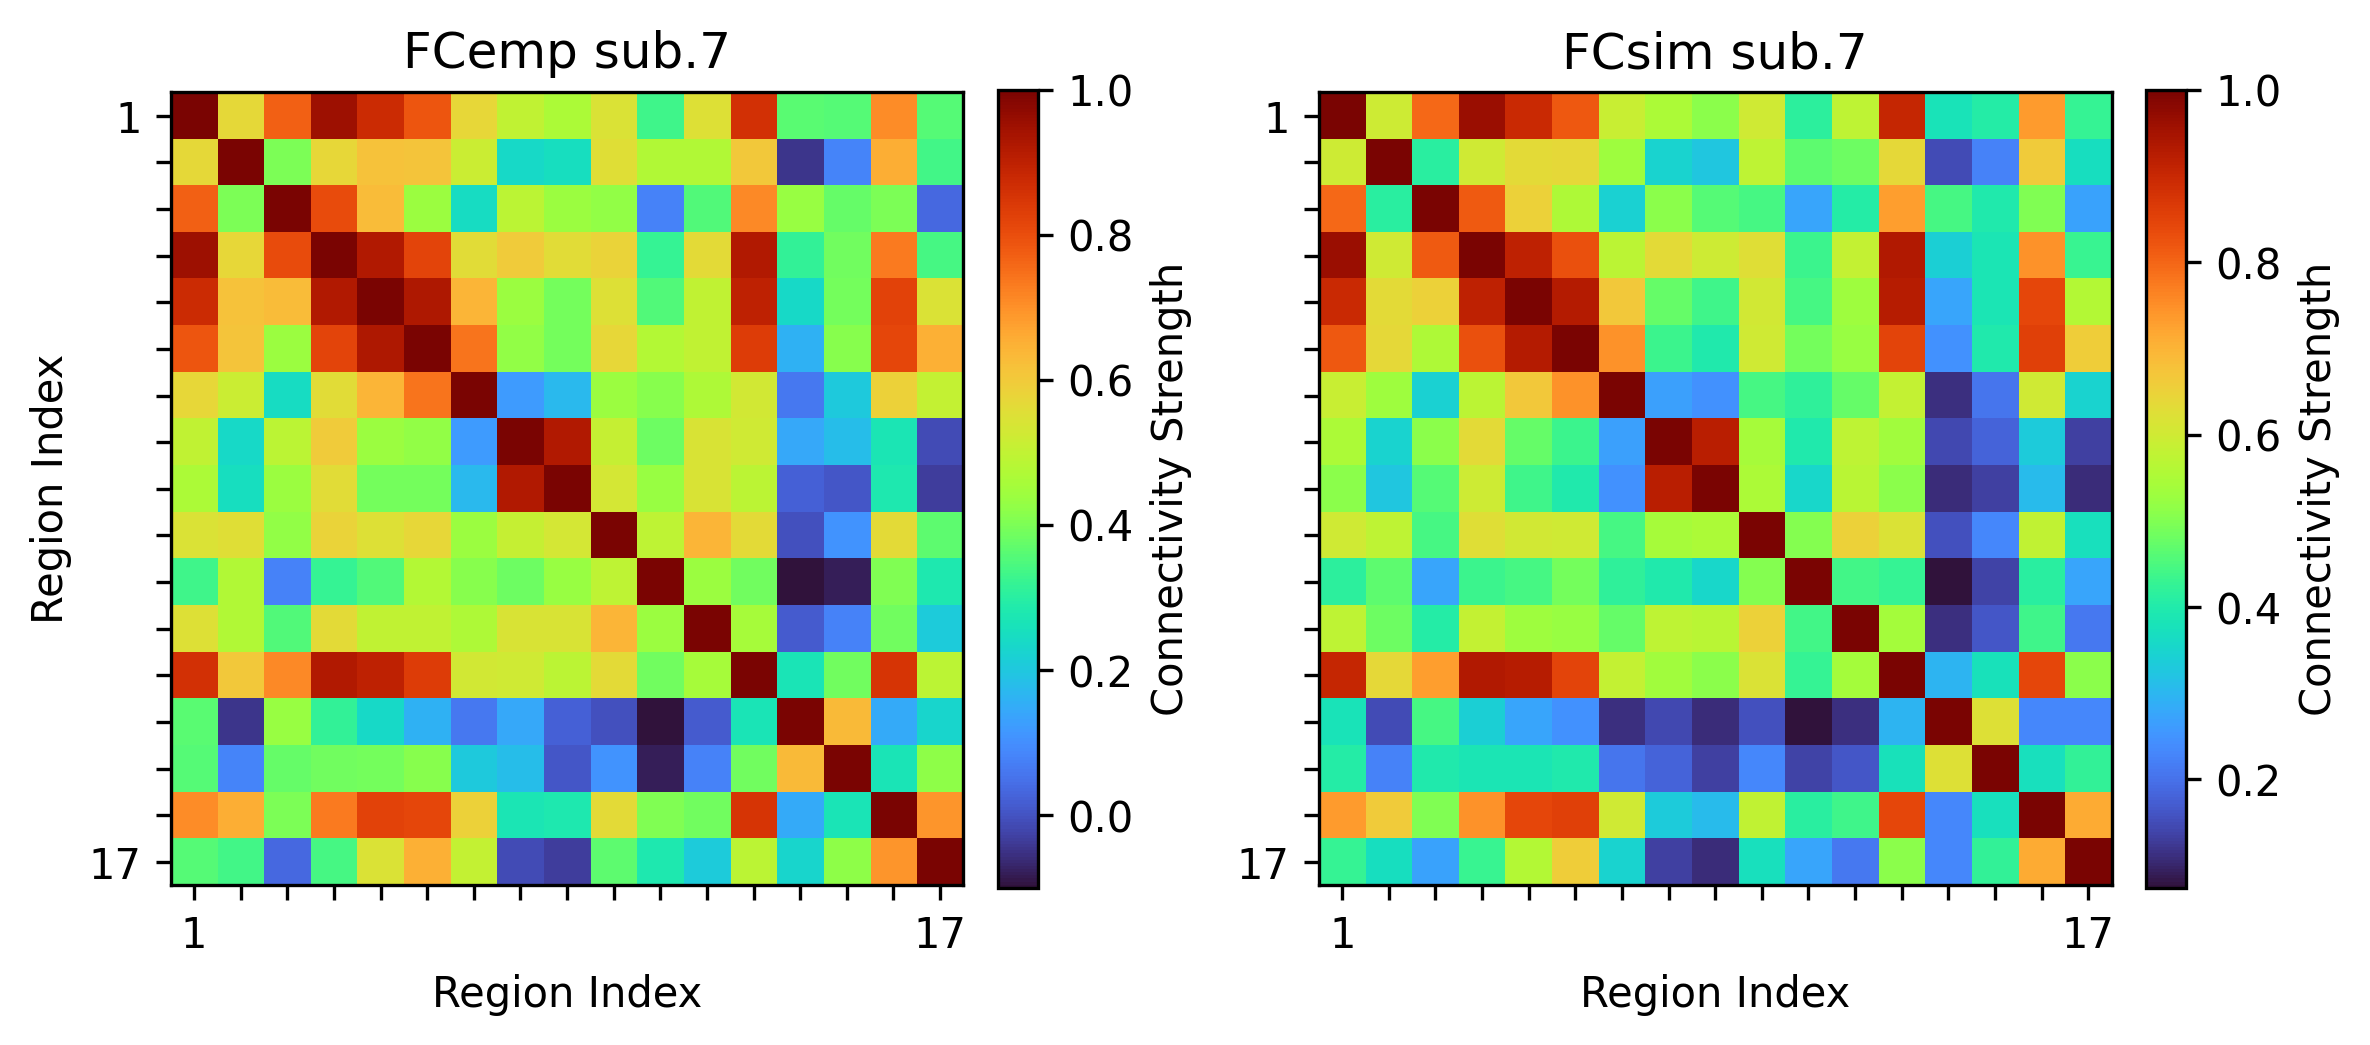 FCemp sub.7
1
17
Region Index
1
17
Region Index
1.0
0.8
0.6
0.4
0.2
0.0
Connectivity Strength
FCsim sub.7
1
17
1
17
Region Index
1.0
0.8
0.6
0.4
0.2
Connectivity Strength